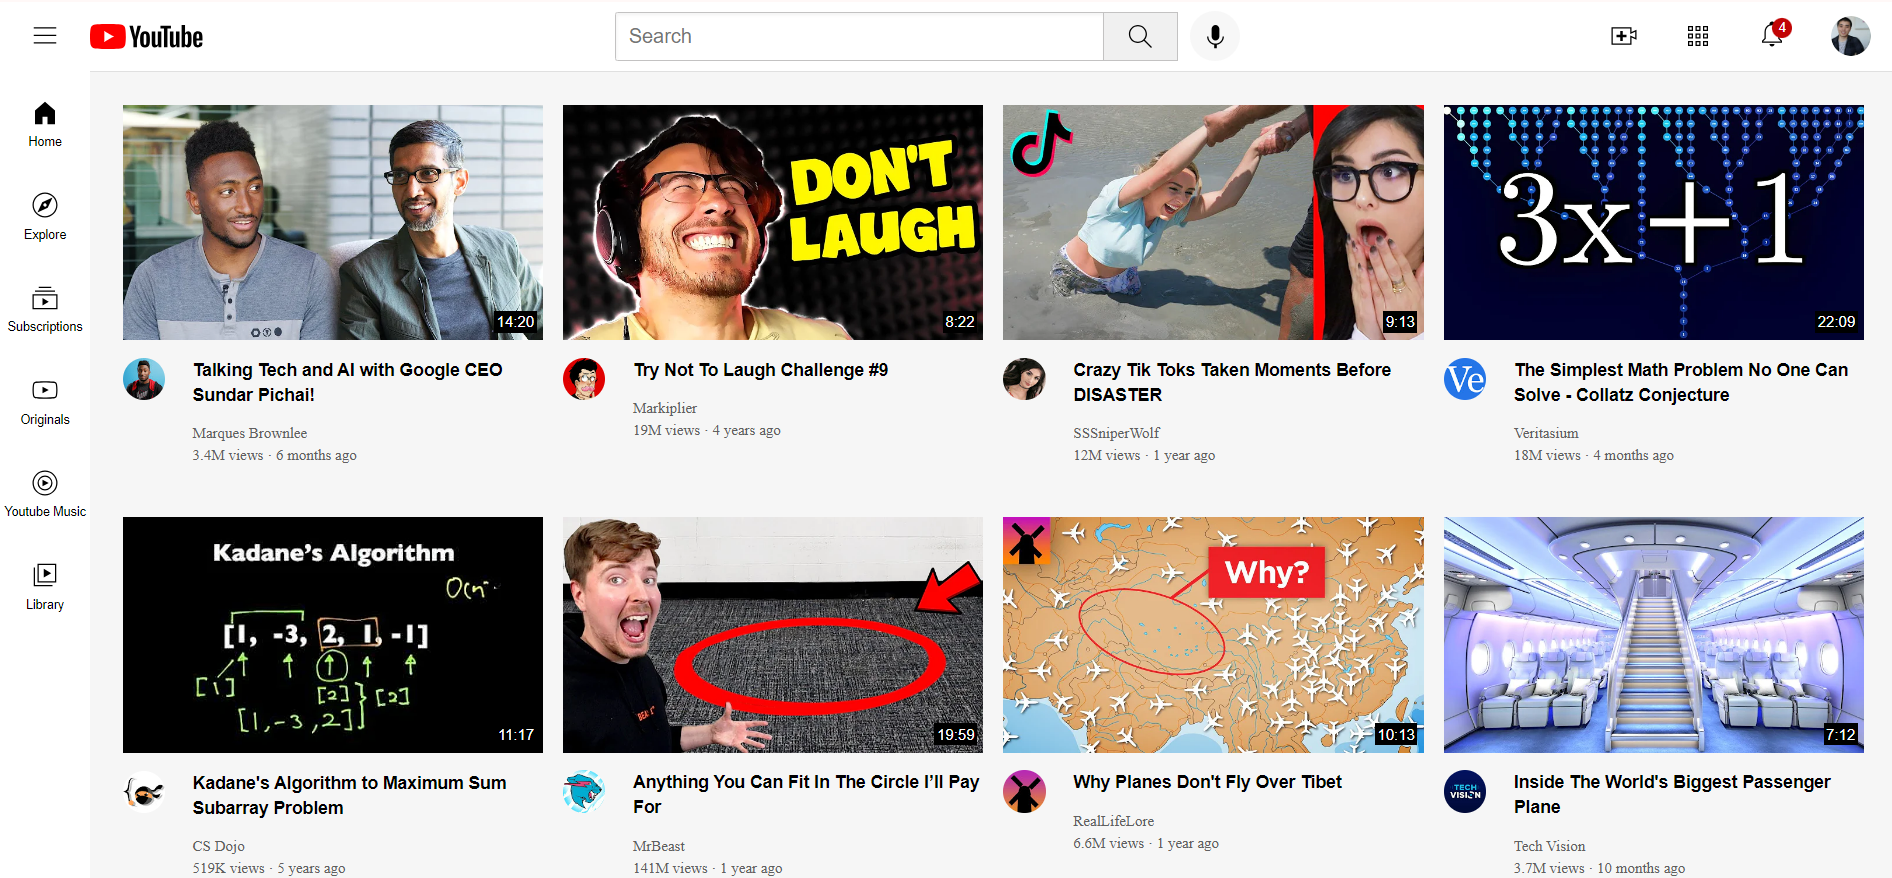 YouTube
Search
4
Home
Explore
Subscriptions
Originals
Youtube Music
Library
14:20
Talking Tech and AI with Google CEO
Sundar Pichai!
Marques Brownlee
3.4M views · 6 months ago
DON'T
LAUGH
8:22
Try Not To Laugh Challenge #9
Markiplier
19M views · 4 years ago
9:13
Crazy Tik Toks Taken Moments Before
DISASTER
SSSniperWolf
12M views · 1 year ago
3x+1
22:09
Ve
The Simplest Math Problem No One Can
Solve - Collatz Conjecture
Veritasium
18M views · 4 months ago
Kadane's Algorithm
[1, -3, 2, 1, -1]
[1]
[2]
[2]
[1, -3, 2]
11:17
Kadane's Algorithm to Maximum Sum
Subarray Problem
CS Dojo
519K views · 5 years ago
19:59
Anything You Can Fit In The Circle I’ll Pay
For
MrBeast
141M views · 1 year ago
Why?
10:13
Why Planes Don't Fly Over Tibet
RealLifeLore
6.6M views · 1 year ago
7:12
TECH
VISION
Inside The World's Biggest Passenger
Plane
Tech Vision
3.7M views · 10 months ago